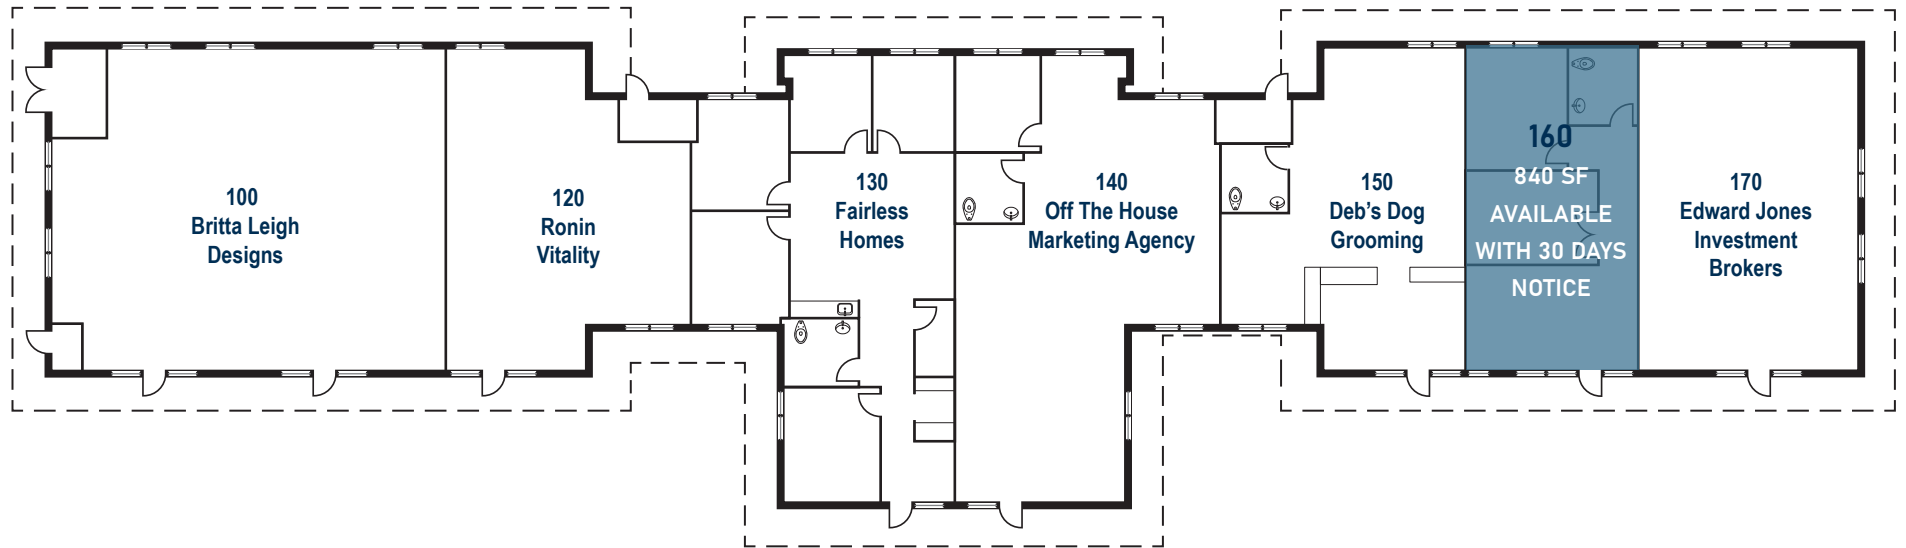 100
Britta Leigh
Designs
120
Ronin
Vitality
130
Fairless
Homes
140
Off The House
Marketing Agency
150
Deb's Dog
Grooming
160
840 SF
AVAILABLE
WITH 30 DAYS
NOTICE
170
Edward Jones
Investment
Brokers